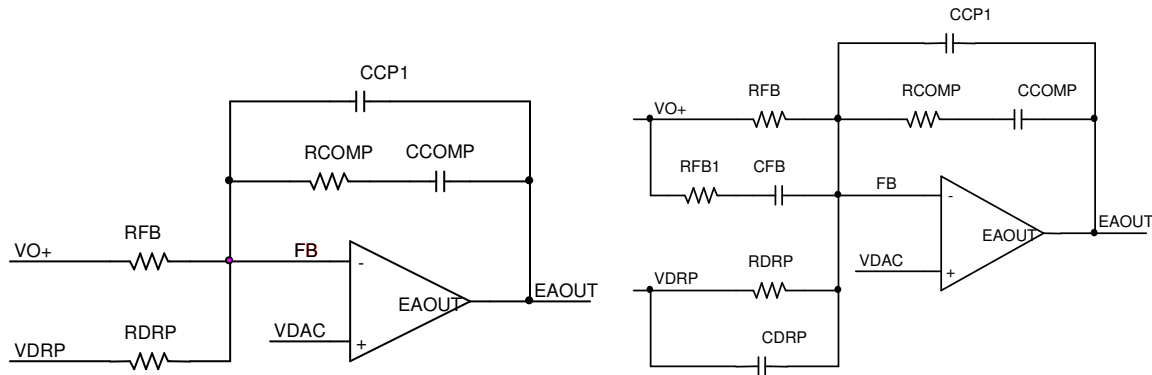 CCP1
RCOMP
CCOMP
RFB
VO+
FB
-
EAOUT
EAOUT
VDAC
+
RDRP
VDRP
CCP1
RFB
RCOMP
CCOMP
VO+
RFB1
CFB
FB
-
EAOUT
EAOUT
VDAC
+
RDRP
VDRP
CDRP